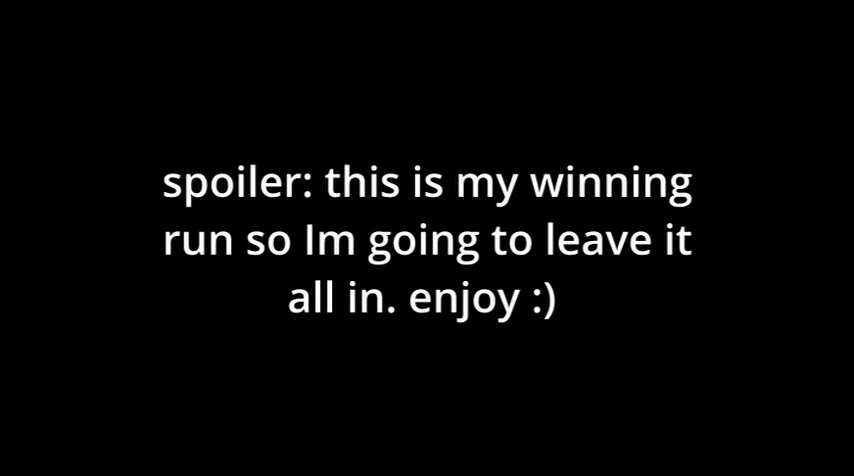 spoiler: this is my winning
run so Im going to leave it
all in. enjoy :)